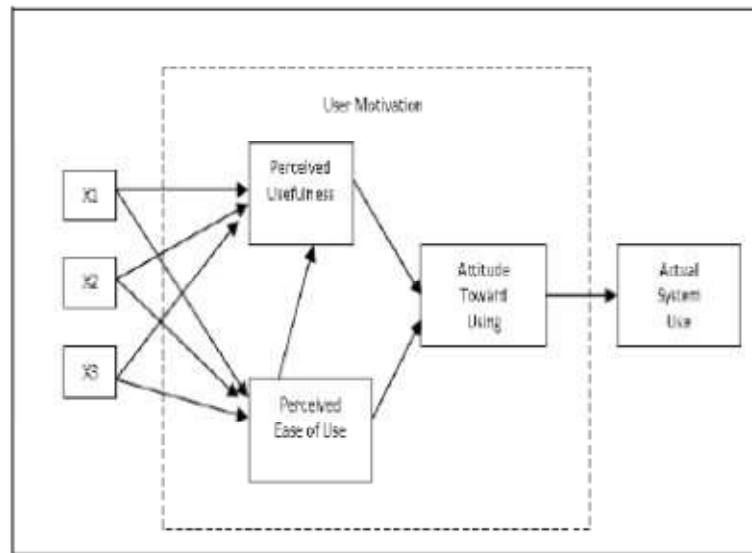 User Motivation
X1
X2
X3
Perceived
Usefulness
Perceived
Ease of Use
Attitude
Toward
Using
Actual
System
Use